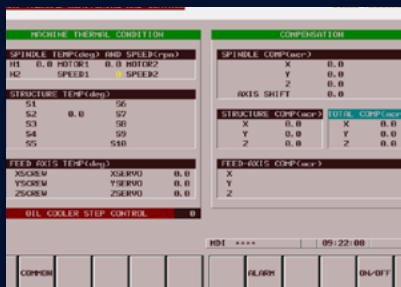 MACHINE THERMAL CONDITION
SPINDLE TEMP(deg) AND SPEED(rpm)
H1 0.0 MOTOR1 0.0 MOTOR2
H2 SPEED1 0 SPEED2
STRUCTURE TEMP(deg)
S1 S6
S2 0.0 S7
S3 S8
S4 S9
S5 S10
FEED AXIS TEMP(deg)
XSCREW XSERVO 0.0
YSCREW YSERVO 0.0
ZSCREW ZSERVO 0.0
OIL COOLER STEP CONTROL 0
COMPENSATION
SPINDLE COMP(mcr)
X 0.0
Y 0.0
Z 0.0
AXIS SHIFT 0.0
STRUCTURE COMP(mcr)
X 0.0
Y 0.0
Z 0.0
TOTAL COMP(mcr
X 0.0
Y 0.0
Z 0.0
FEED-AXIS COMP(mcr)
X
Y
Z
MDI **** 09:22:08
COMMON ALARM ON/OFF